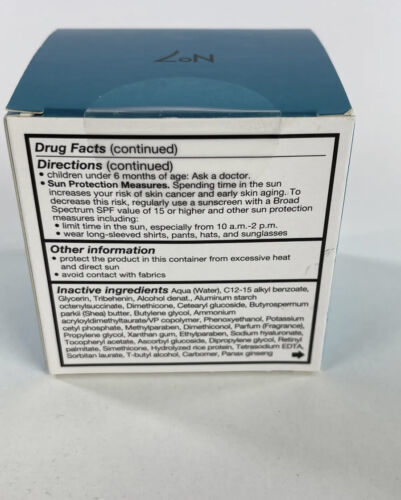 No7
Drug Facts (continued)
Directions (continued)
• children under 6 months of age: Ask a doctor.
• Sun Protection Measures. Spending time in the sun
increases your risk of skin cancer and early skin aging. To
decrease this risk, regularly use a sunscreen with a Broad
Spectrum SPF value of 15 or higher and other sun protection
measures including:
• limit time in the sun, especially from 10 a.m.-2 p.m.
• wear long-sleeved shirts, pants, hats, and sunglasses
Other information
• protect the product in this container from excessive heat
and direct sun
• avoid contact with fabrics
Inactive ingredients Aqua (Water), C12-15 alkyl benzoate,
Glycerin, Tribehenin, Alcohol denat., Aluminum starch
octenylsuccinate, Dimethicone, Cetearyl glucoside, Butyrospermum
parkii (Shea) butter, Butylene glycol, Ammonium
acryloyldimethyltaurate/VP copolymer, Phenoxyethanol, Potassium
cetyl phosphate, Methylparaben, Dimethiconol, Parfum (Fragrance),
Propylene glycol, Xanthan gum, Ethylparaben, Sodium hyaluronate,
Tocopheryl acetate, Ascorbyl glucoside, Dipropylene glycol, Retinyl
palmitate, Simethicone, Hydrolyzed rice protein, Tetrasodium EDTA,
Sorbitan laurate, T-butyl alcohol, Carbomer, Panax ginseng